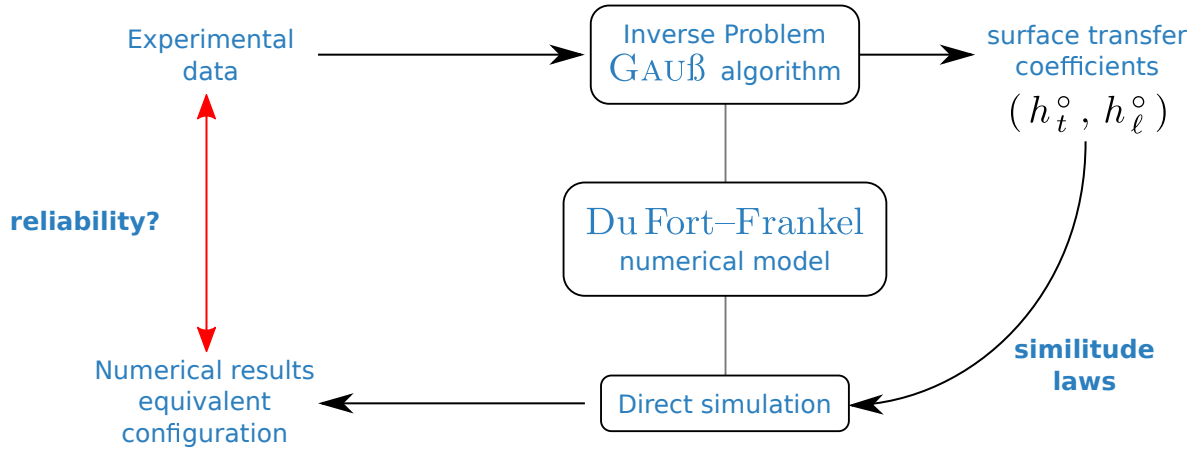 Experimental
data
Inverse Problem
GAUß algorithm
surface transfer
coefficients
( h°t , h°ℓ )
reliability?
Du Fort–Frankel
numerical model
similitude
laws
Numerical results
equivalent
configuration
Direct simulation